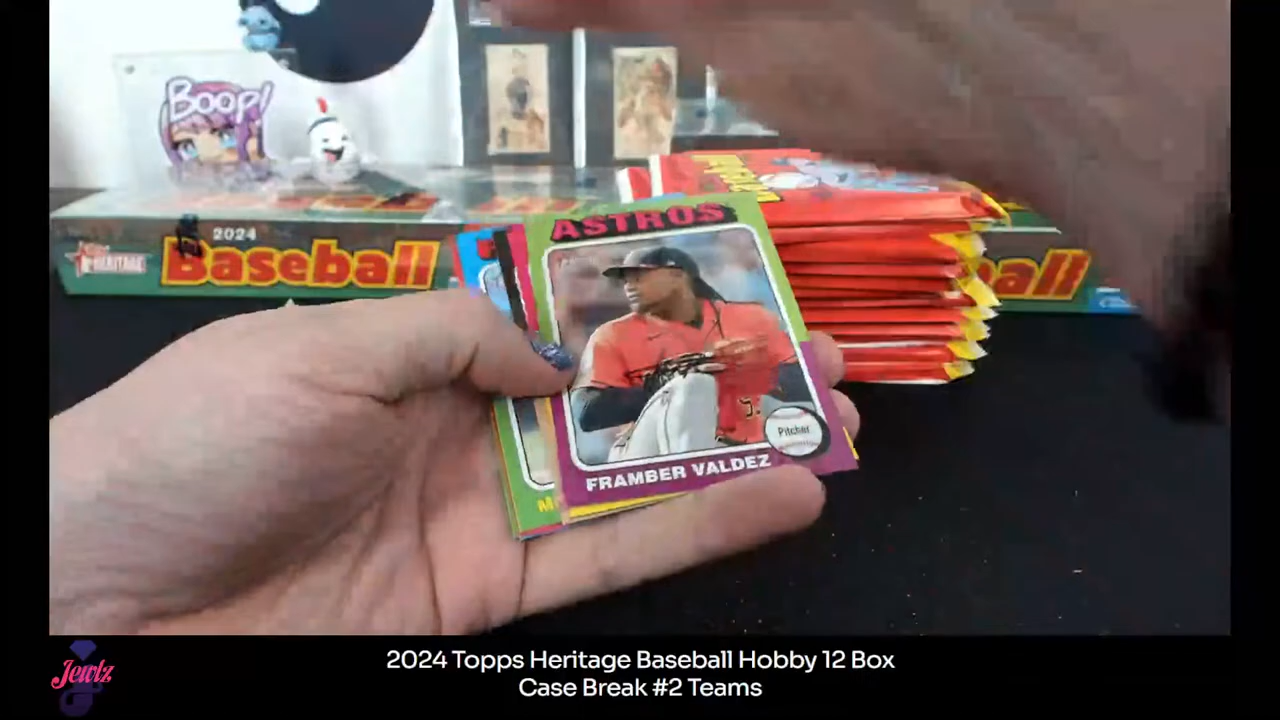 BOOP!
2024
HERITAGE
Baseball
ASTROS
Pitcher
FRAMBER VALDEZ
M
Jewlz
2024 Topps Heritage Baseball Hobby 12 Box
Case Break #2 Teams